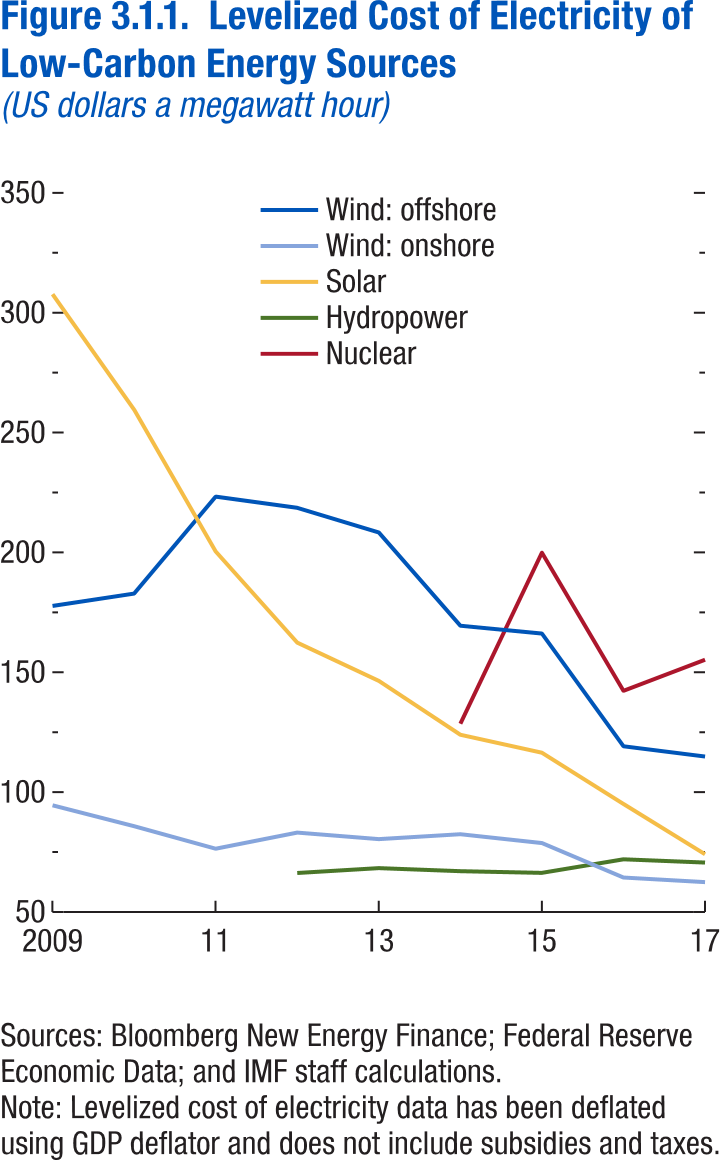 Figure 3.1.1. Levelized Cost of Electricity of
Low-Carbon Energy Sources
(US dollars a megawatt hour)
350
Wind: offshore
Wind: onshore
Solar
300
Hydropower
Nuclear
250
200
150
100
50
2009 11 13 15 17
Sources: Bloomberg New Energy Finance; Federal Reserve
Economic Data; and IMF staff calculations.
Note: Levelized cost of electricity data has been deflated
using GDP deflator and does not include subsidies and taxes.